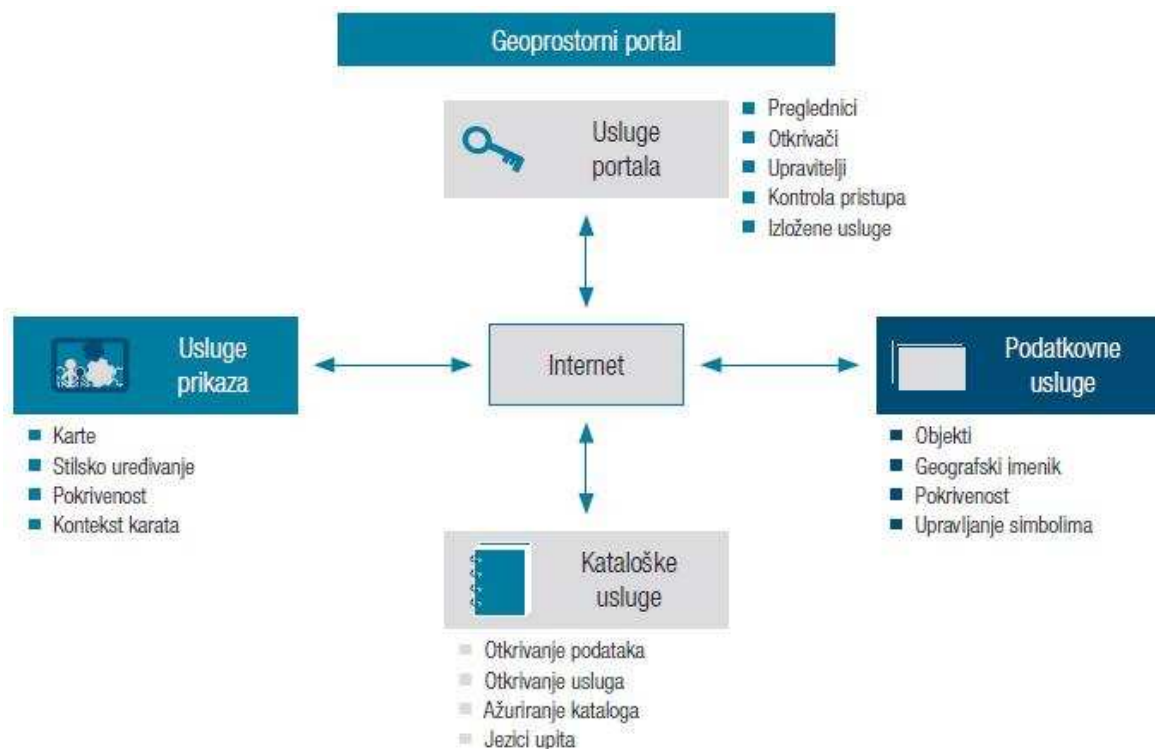 Geoprostorni portal
Usluge
portala
Preglednici
Otkrivači
Upravitelji
Kontrola pristupa
Izložene usluge
Usluge
prikaza
Karte
Stilsko uređivanje
Pokrivenost
Kontekst karata
Internet
Podatkovne
usluge
Objekti
Geografski imenik
Pokrivenost
Upravljanje simbolima
Kataloške
usluge
Otkrivanje podataka
Otkrivanje usluga
Ažuriranje kataloga
Jezici upita